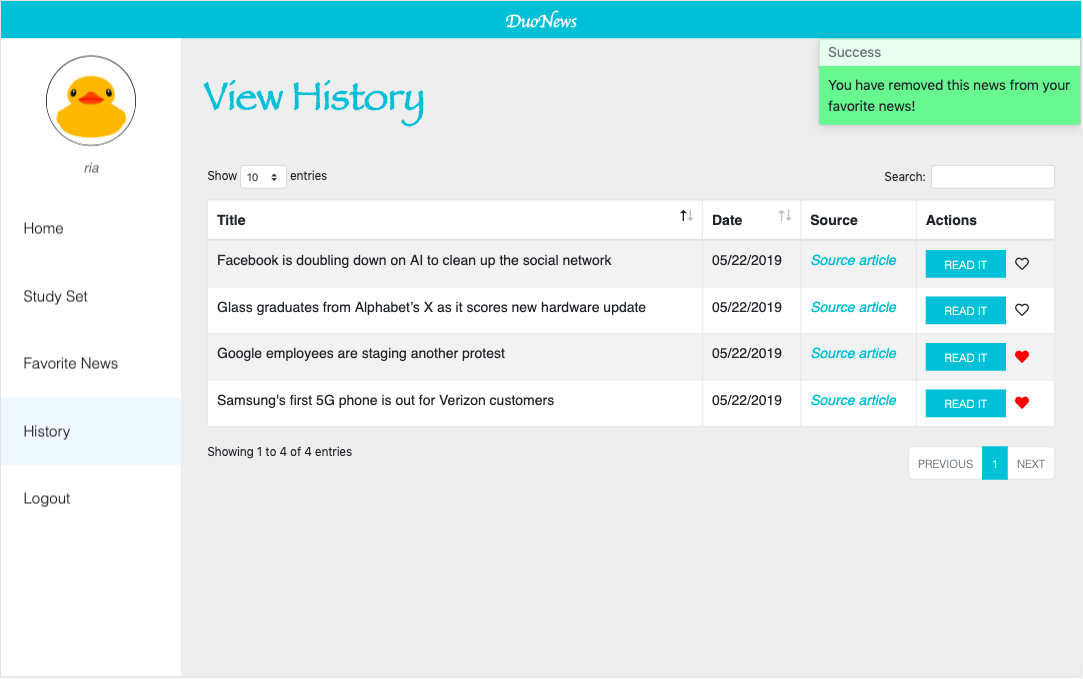 DuoNews
Success
You have removed this news from your
favorite news!
ria
Home
Study Set
Favorite News
History
Logout
View History
Show 10 entries
Search:
Title Date Source Actions
Facebook is doubling down on AI to clean up the social network 05/22/2019 Source article READ IT
Glass graduates from Alphabet’s X as it scores new hardware update 05/22/2019 Source article READ IT
Google employees are staging another protest 05/22/2019 Source article READ IT
Samsung's first 5G phone is out for Verizon customers 05/22/2019 Source article READ IT
Showing 1 to 4 of 4 entries
PREVIOUS 1 NEXT